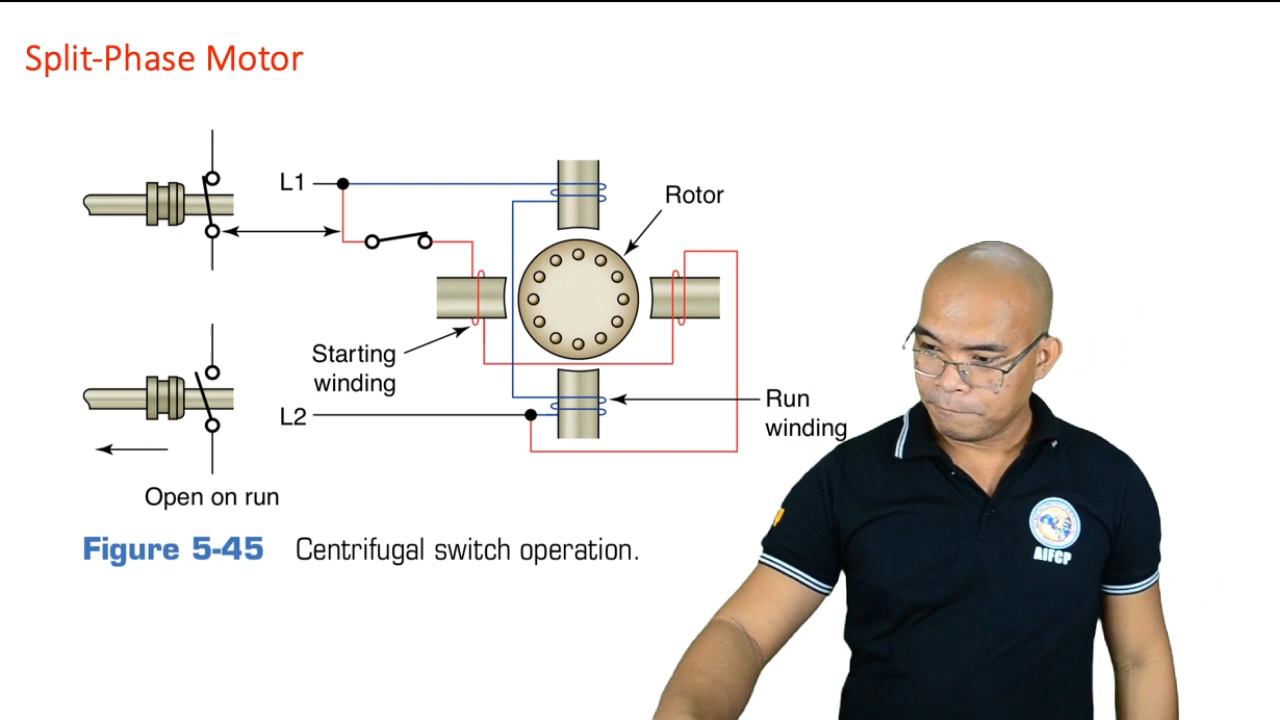 Split-Phase Motor
L1
Rotor
Starting
winding
L2
Run
winding
Open on run
Figure 5-45 Centrifugal switch operation.
AIFCP